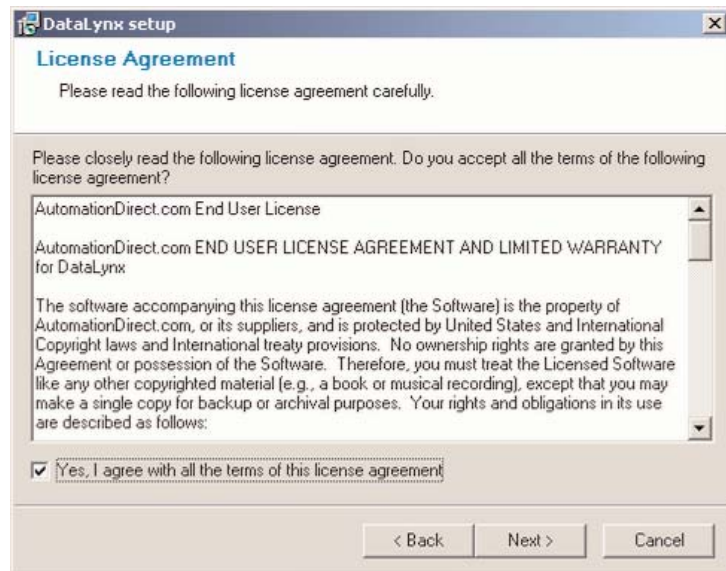 DataLynx setup
License Agreement
Please read the following license agreement carefully.
Please closely read the following license agreement. Do you accept all the terms of the following
license agreement?
AutomationDirect.com End User License
AutomationDirect.com END USER LICENSE AGREEMENT AND LIMITED WARRANTY
for DataLynx
The software accompanying this license agreement (the Software) is the property of
AutomationDirect.com, or its suppliers, and is protected by United States and International
Copyright laws and International treaty provisions.  No ownership rights are granted by this
Agreement or possession of the Software.  Therefore, you must treat the Licensed Software
like any other copyrighted material (e.g., a book or musical recording), except that you may
make a single copy for backup or archival purposes.  Your rights and obligations in its use
are described as follows:
Yes, I agree with all the terms of this license agreement
< Back
Next >
Cancel